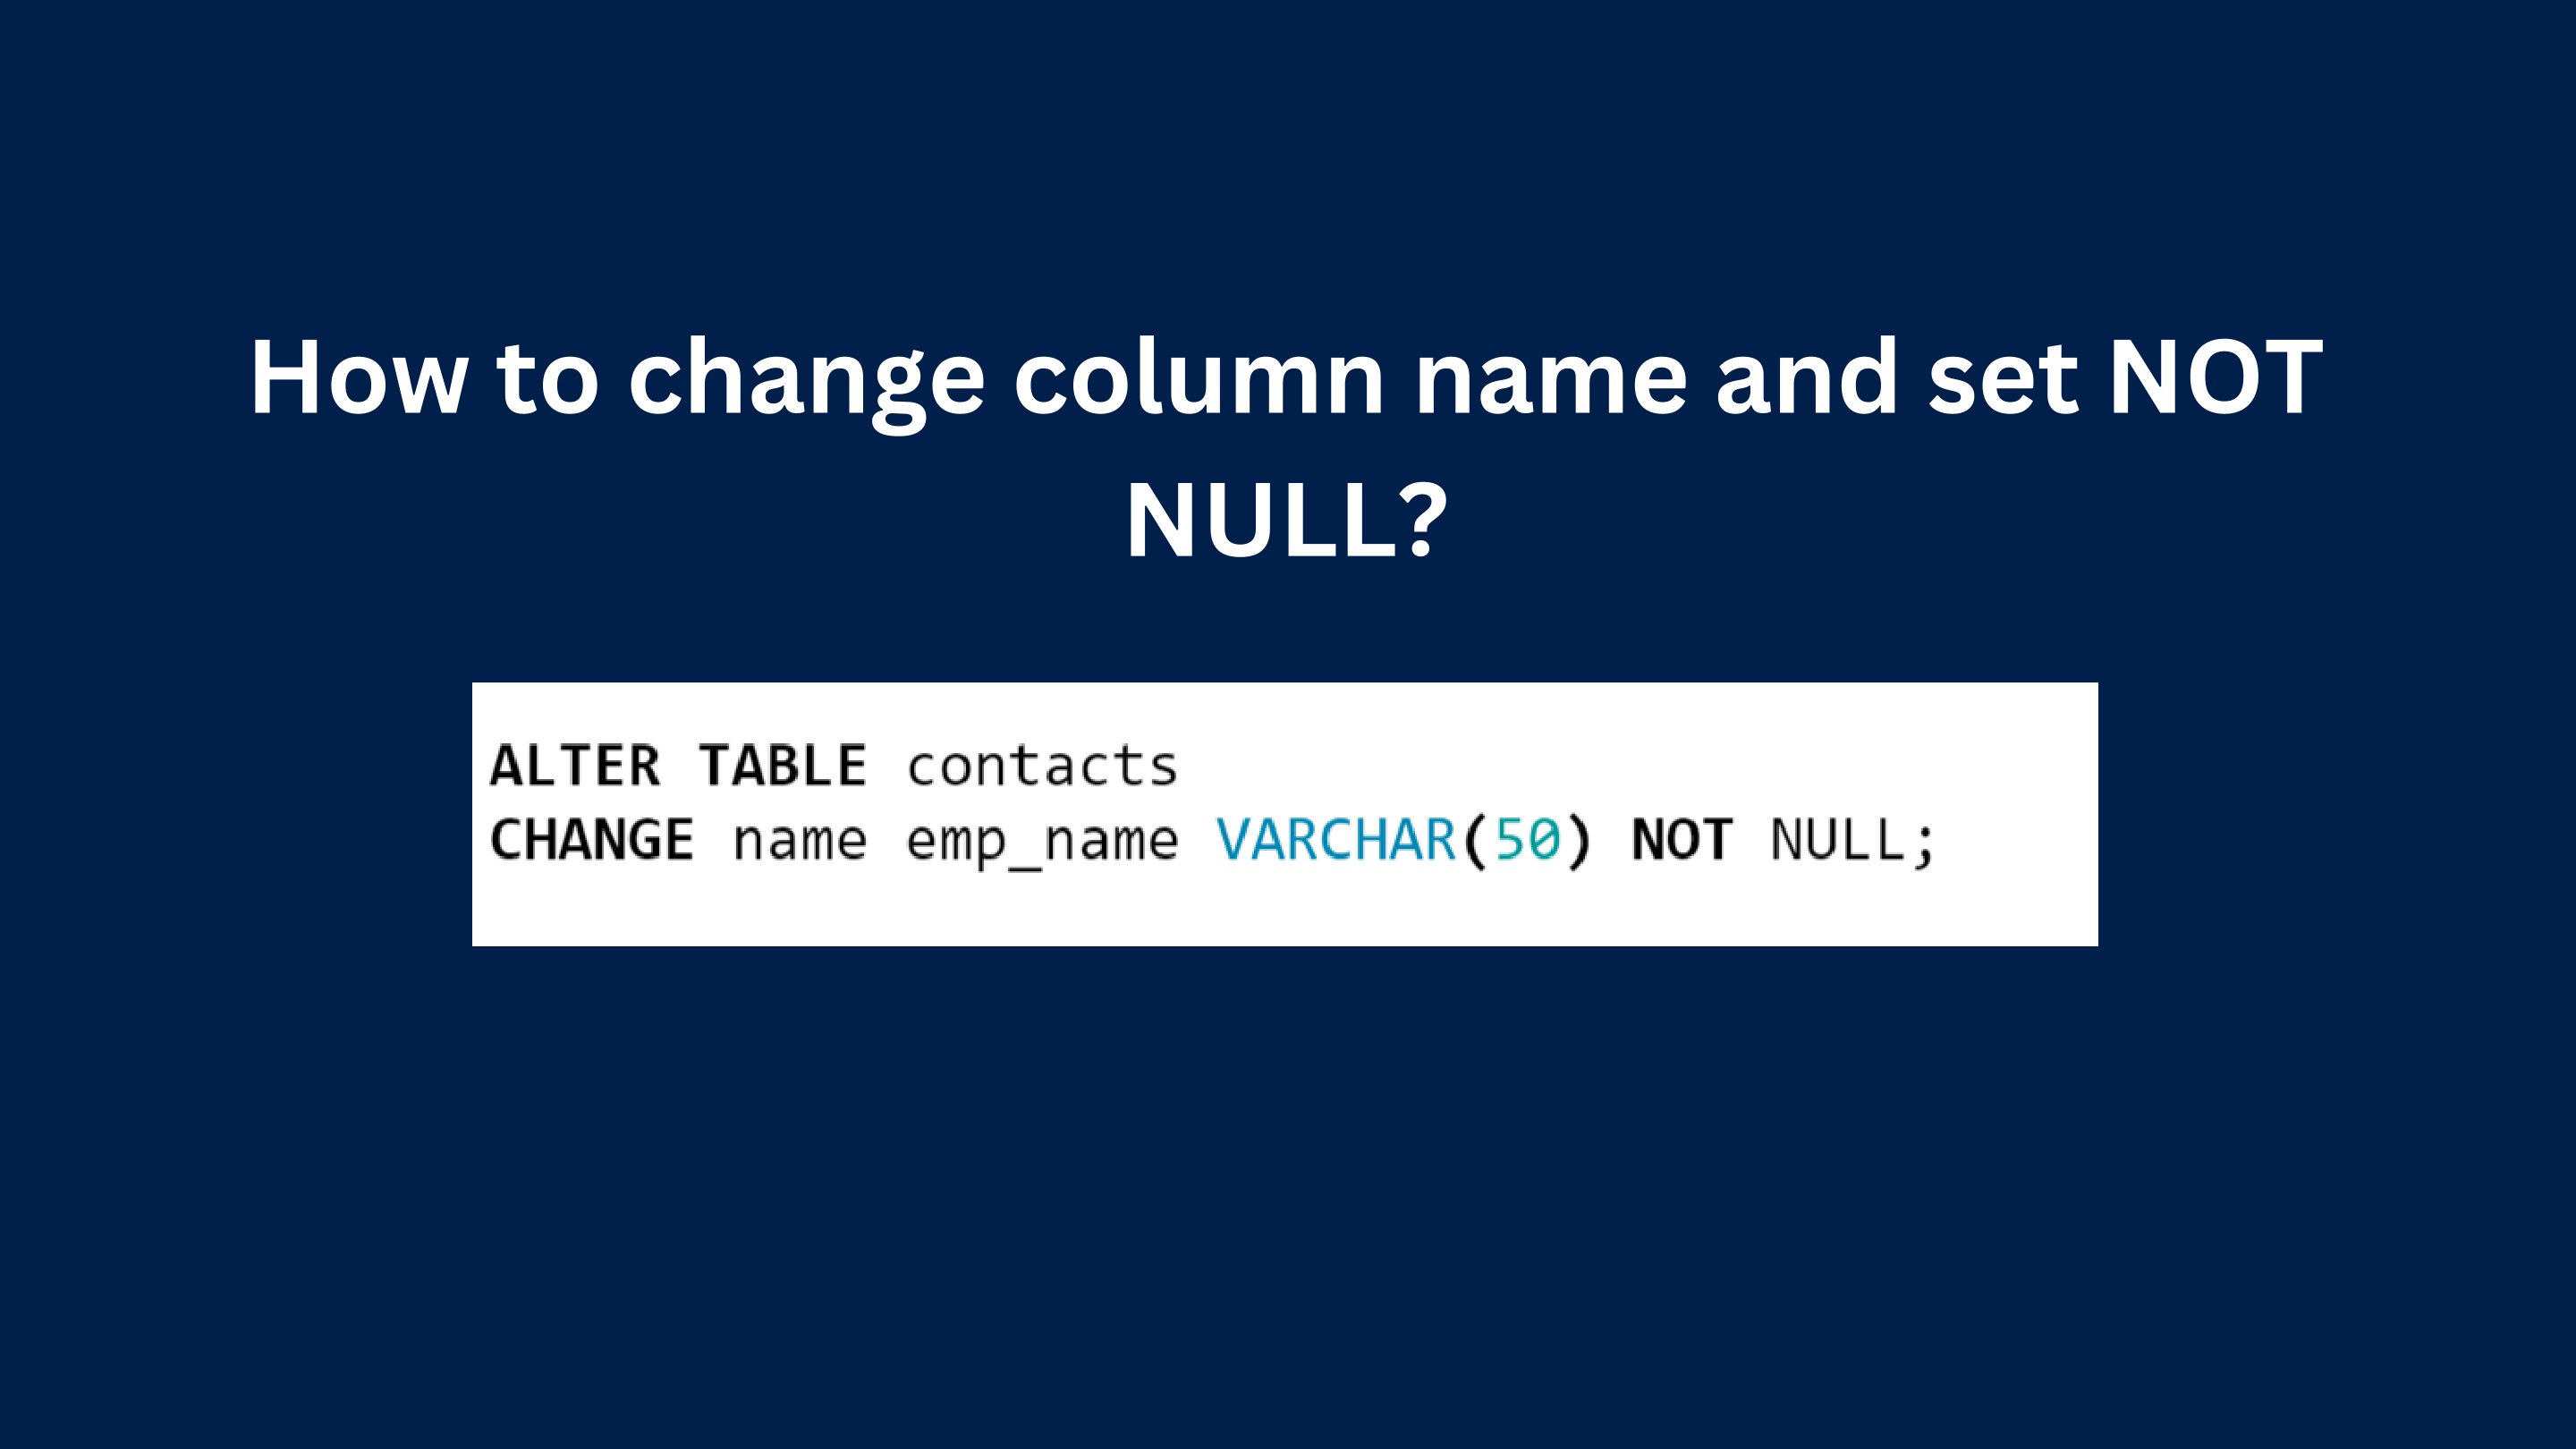 How to change column name and set NOT
NULL?
ALTER TABLE contacts
CHANGE name emp_name VARCHAR(50) NOT NULL;